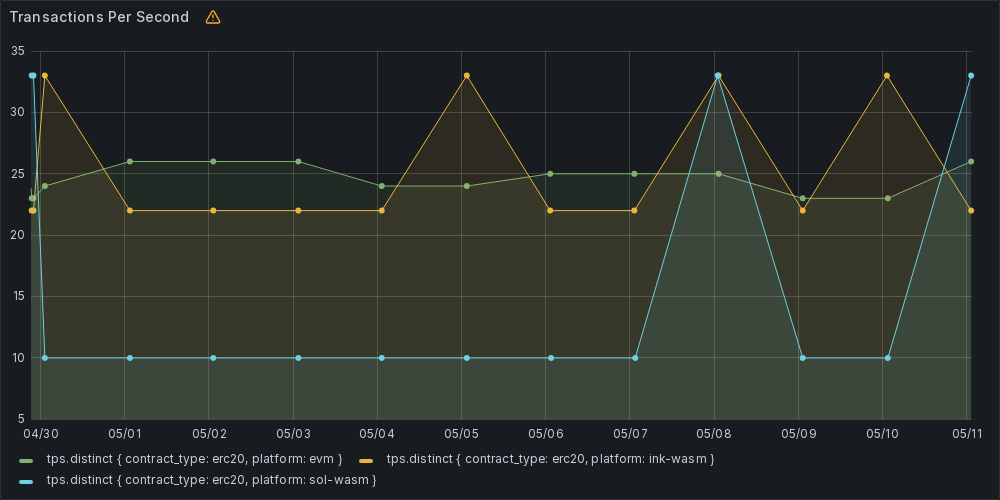 Transactions Per Second
35
30
25
20
15
10
5
04/30 05/01 05/02 05/03 05/04 05/05 05/06 05/07 05/08 05/09 05/10 05/11
tps.distinct { contract_type: erc20, platform: evm } tps.distinct { contract_type: erc20, platform: ink-wasm }
tps.distinct { contract_type: erc20, platform: sol-wasm }